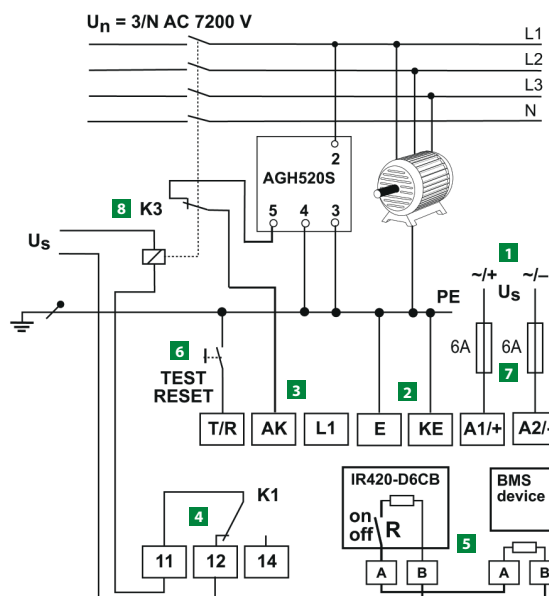 Un = 3/N AC 7200 V
L1
L2
L3
N
2
AGH520S
5 4 3
8 K3
Us
1
~/+ ~/–
Us
PE
6A 6A
7
6
TEST
RESET
3
2
T/R AK L1 E KE A1/+ A2/-
K1
4
11 12 14
IR420-D6CB
on
off R
5
A B
BMS
device
A B